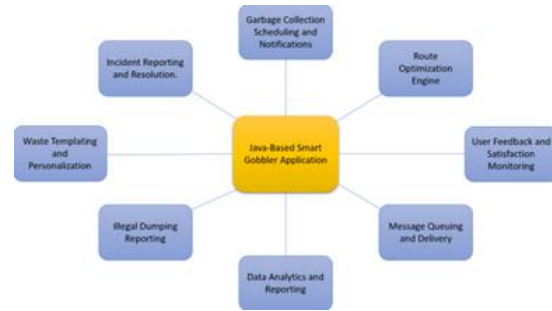 Garbage Collection
Scheduling and
Notifications
Incident Reporting
and Resolution.
Route
Optimization
Engine
Waste Templating
and
Personalization
Java-Based Smart
Gobbler Application
User Feedback and
Satisfaction
Monitoring
Illegal Dumping
Reporting
Message Queuing
and Delivery
Data Analytics and
Reporting